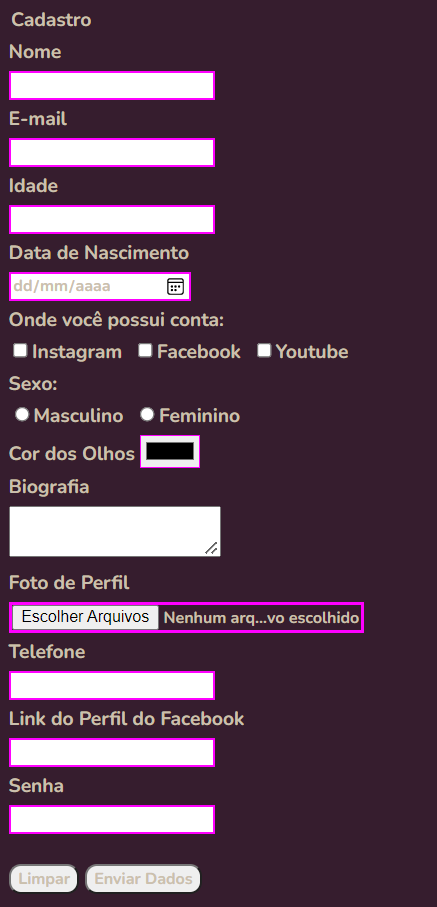 Cadastro
Nome
E-mail
Idade
Data de Nascimento
dd/mm/aaaa
Onde você possui conta:
Instagram Facebook Youtube
Sexo:
Masculino Feminino
Cor dos Olhos
Biografia
Foto de Perfil
Escolher Arquivos Nenhum arq...vo escolhido
Telefone
Link do Perfil do Facebook
Senha
Limpar Enviar Dados